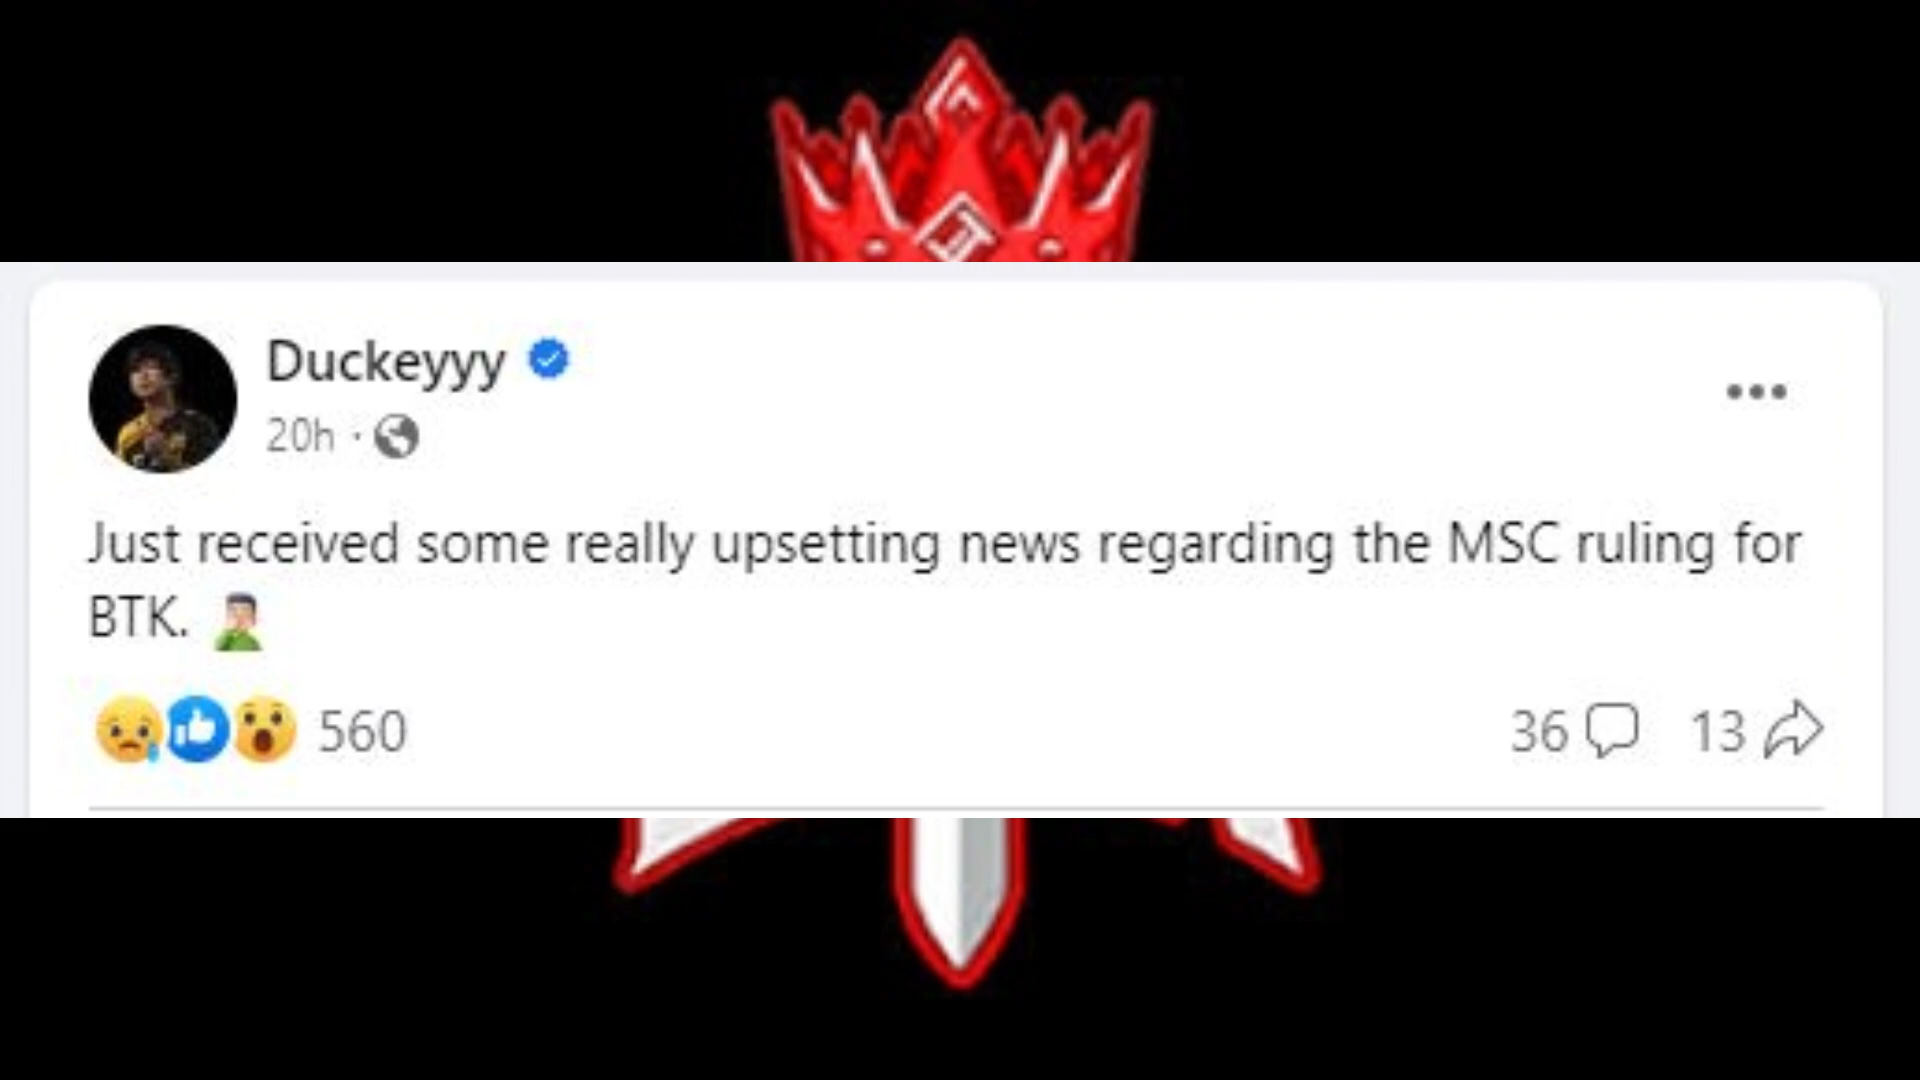 Duckeyyy
20h ·
Just received some really upsetting news regarding the MSC ruling for
BTK. 🤦‍♂️
560
36
13